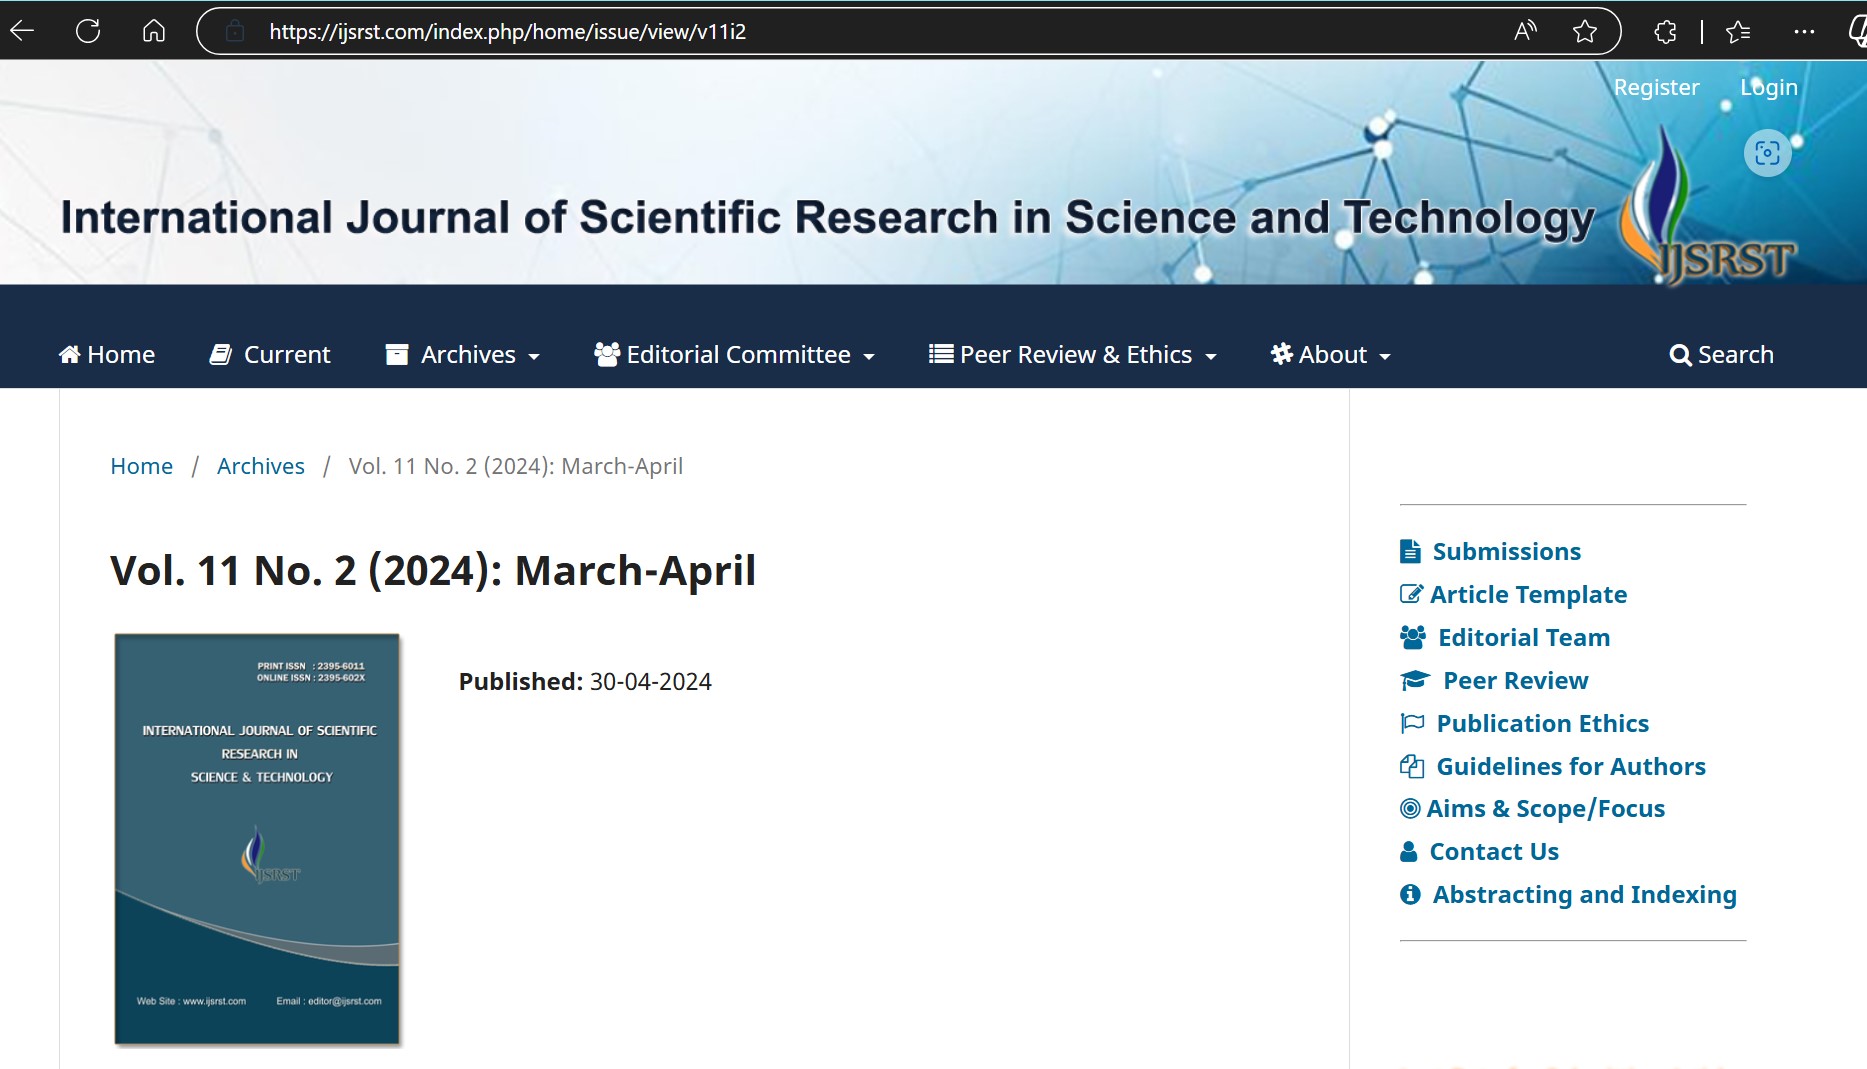 https://ijsrst.com/index.php/home/issue/view/v11i2
Register Login
International Journal of Scientific Research in Science and Technology
IJSRST
Home Current Archives Editorial Committee Peer Review & Ethics About Search
Home / Archives / Vol. 11 No. 2 (2024): March-April
Vol. 11 No. 2 (2024): March-April
PRINT ISSN : 2395-6011
ONLINE ISSN : 2395-602X
INTERNATIONAL JOURNAL OF SCIENTIFIC
RESEARCH IN
SCIENCE & TECHNOLOGY
IJSRST
Web Site : www.ijsrst.com Email : editor@ijsrst.com
Published: 30-04-2024
Submissions
Article Template
Editorial Team
Peer Review
Publication Ethics
Guidelines for Authors
Aims & Scope/Focus
Contact Us
Abstracting and Indexing